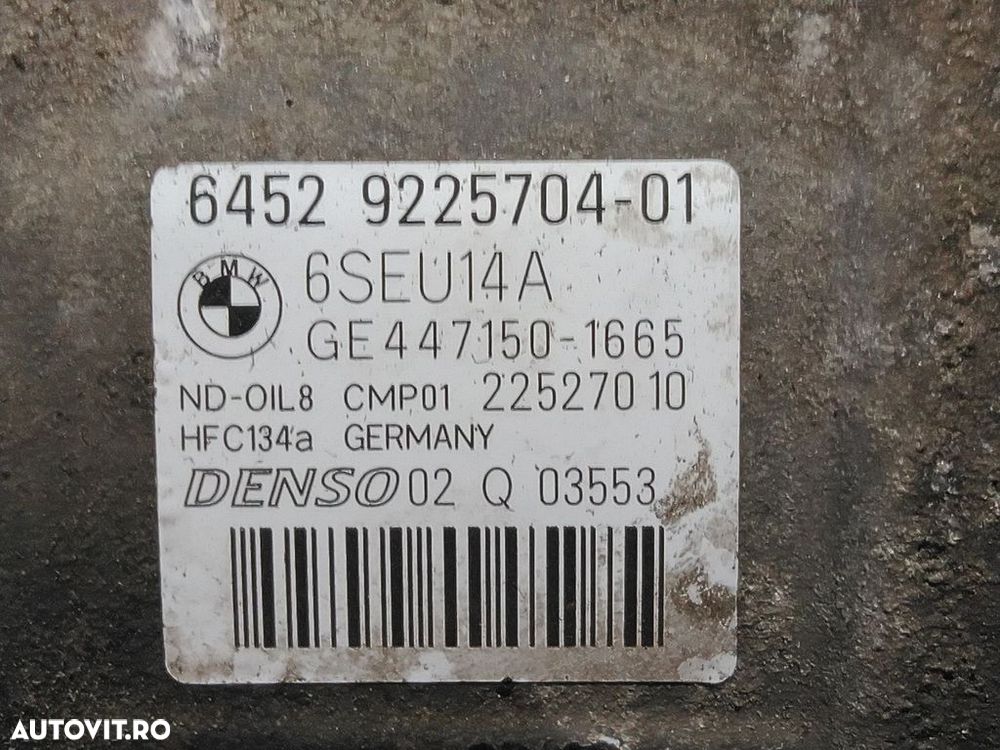 6452 9225704-01
BMW
6SEU14A
GE447150-1665
ND-OIL8 CMP01 22527010
HFC134a GERMANY
DENSO 02 Q 03553
AUTOVIT.RO